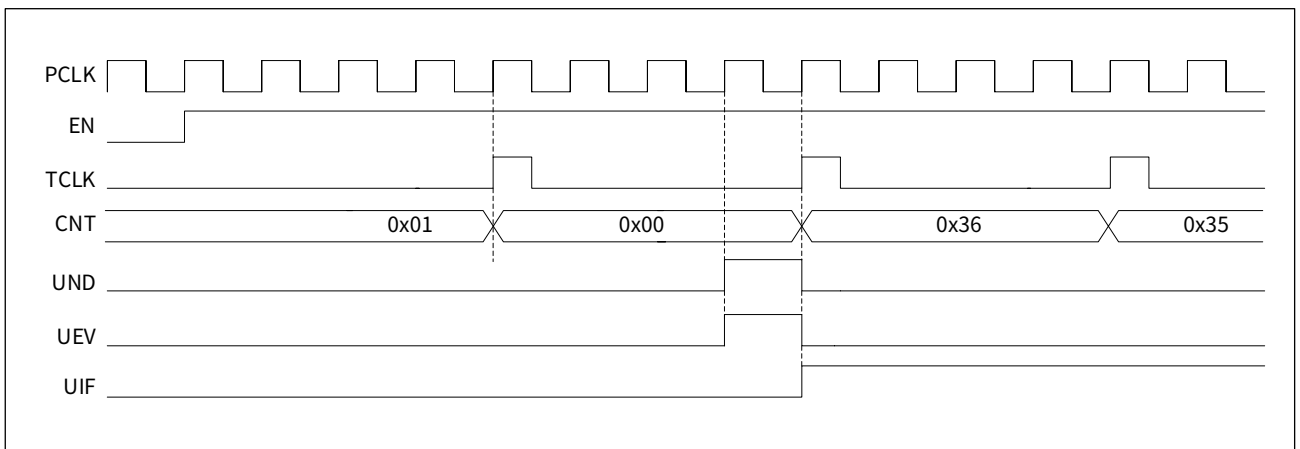 PCLK
EN
TCLK
CNT 0x01 0x00 0x36 0x35
UND
UEV
UIF